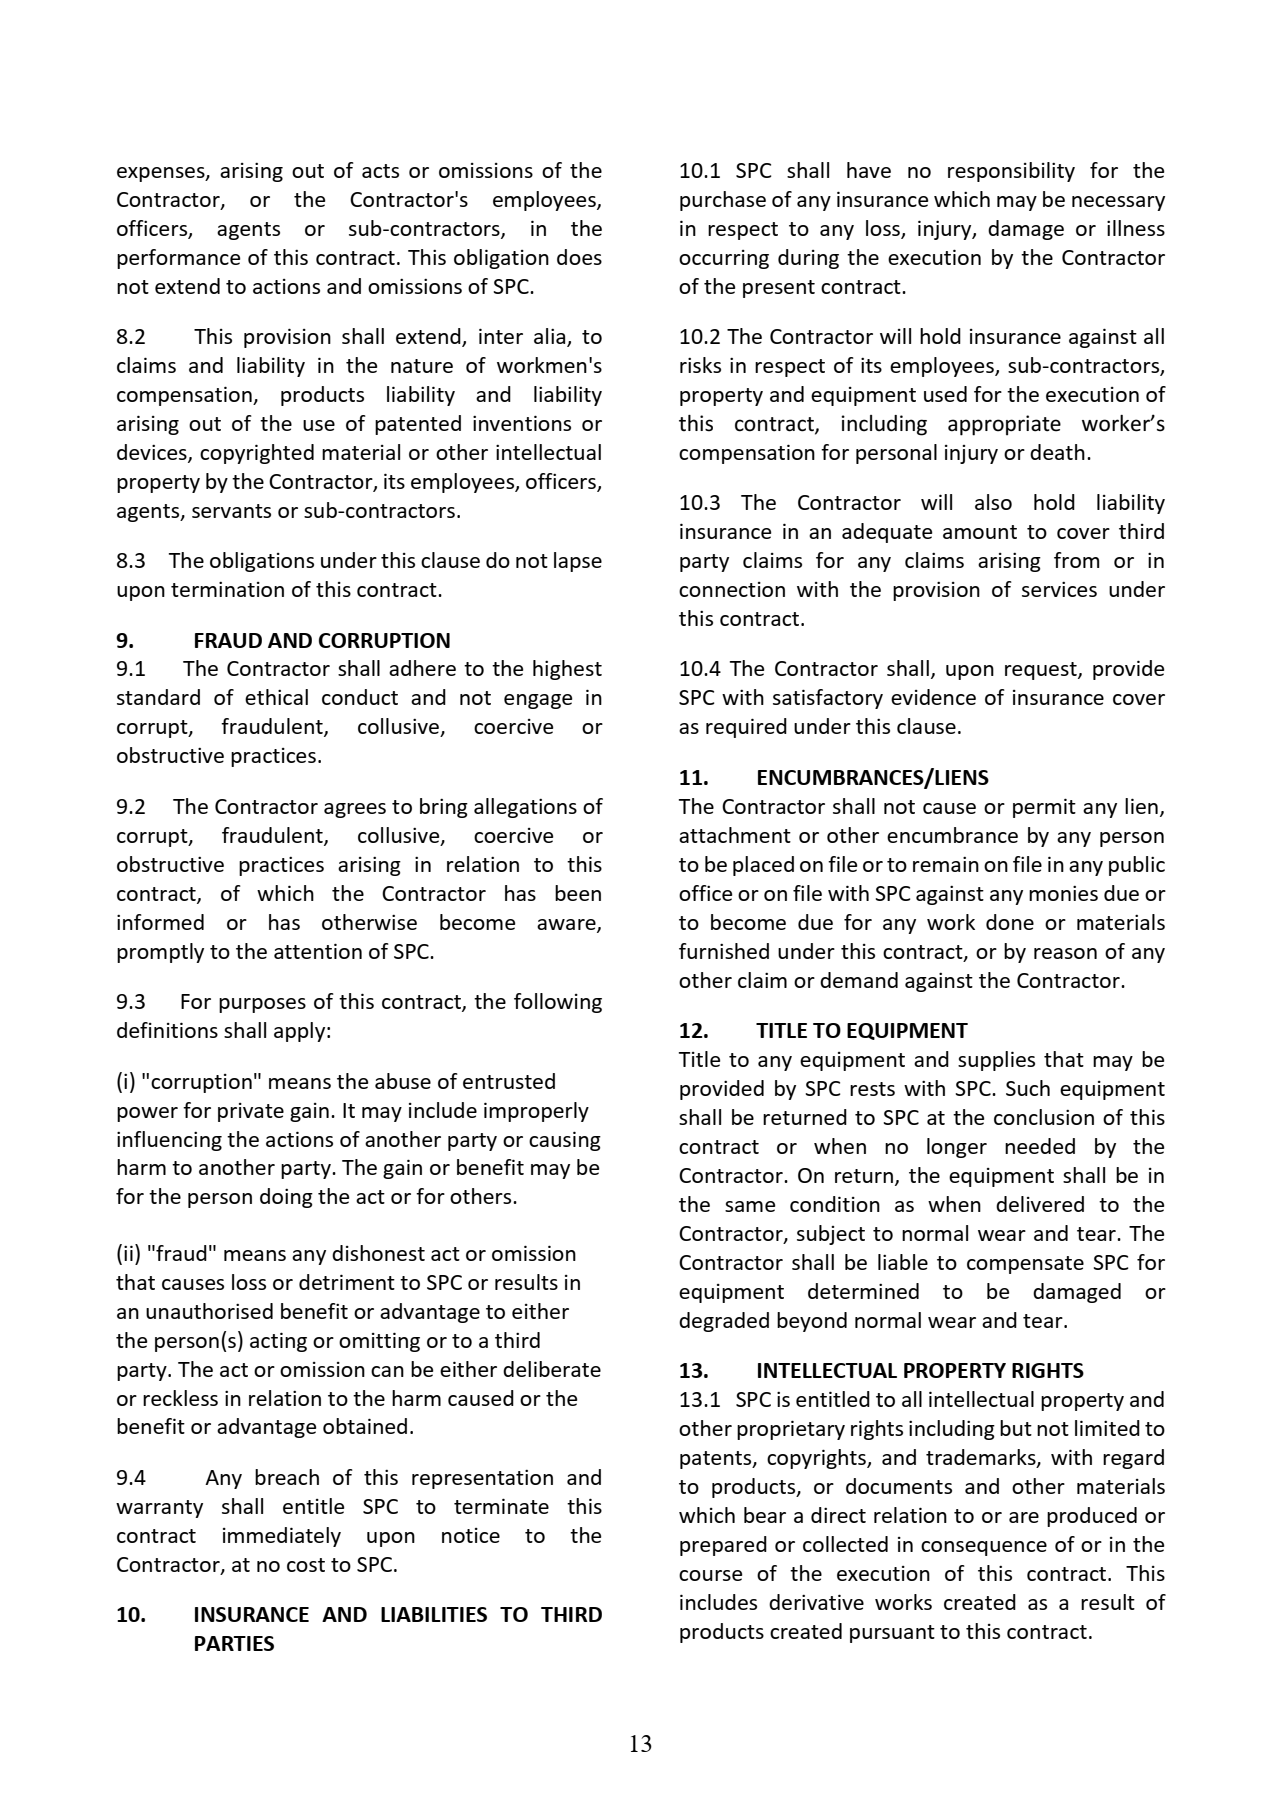 expenses, arising out of acts or omissions of the
Contractor, or the Contractor's employees,
officers, agents or sub-contractors, in the
performance of this contract. This obligation does
not extend to actions and omissions of SPC.
8.2 This provision shall extend, inter alia, to
claims and liability in the nature of workmen's
compensation, products liability and liability
arising out of the use of patented inventions or
devices, copyrighted material or other intellectual
property by the Contractor, its employees, officers,
agents, servants or sub-contractors.
8.3 The obligations under this clause do not lapse
upon termination of this contract.
9. FRAUD AND CORRUPTION
9.1 The Contractor shall adhere to the highest
standard of ethical conduct and not engage in
corrupt, fraudulent, collusive, coercive or
obstructive practices.
9.2 The Contractor agrees to bring allegations of
corrupt, fraudulent, collusive, coercive or
obstructive practices arising in relation to this
contract, of which the Contractor has been
informed or has otherwise become aware,
promptly to the attention of SPC.
9.3 For purposes of this contract, the following
definitions shall apply:
(i) "corruption" means the abuse of entrusted
power for private gain. It may include improperly
influencing the actions of another party or causing
harm to another party. The gain or benefit may be
for the person doing the act or for others.
(ii) "fraud" means any dishonest act or omission
that causes loss or detriment to SPC or results in
an unauthorised benefit or advantage to either
the person(s) acting or omitting or to a third
party. The act or omission can be either deliberate
or reckless in relation to the harm caused or the
benefit or advantage obtained.
9.4 Any breach of this representation and
warranty shall entitle SPC to terminate this
contract immediately upon notice to the
Contractor, at no cost to SPC.
10. INSURANCE AND LIABILITIES TO THIRD
PARTIES
10.1 SPC shall have no responsibility for the
purchase of any insurance which may be necessary
in respect to any loss, injury, damage or illness
occurring during the execution by the Contractor
of the present contract.
10.2 The Contractor will hold insurance against all
risks in respect of its employees, sub-contractors,
property and equipment used for the execution of
this contract, including appropriate worker’s
compensation for personal injury or death.
10.3 The Contractor will also hold liability
insurance in an adequate amount to cover third
party claims for any claims arising from or in
connection with the provision of services under
this contract.
10.4 The Contractor shall, upon request, provide
SPC with satisfactory evidence of insurance cover
as required under this clause.
11. ENCUMBRANCES/LIENS
The Contractor shall not cause or permit any lien,
attachment or other encumbrance by any person
to be placed on file or to remain on file in any public
office or on file with SPC against any monies due or
to become due for any work done or materials
furnished under this contract, or by reason of any
other claim or demand against the Contractor.
12. TITLE TO EQUIPMENT
Title to any equipment and supplies that may be
provided by SPC rests with SPC. Such equipment
shall be returned to SPC at the conclusion of this
contract or when no longer needed by the
Contractor. On return, the equipment shall be in
the same condition as when delivered to the
Contractor, subject to normal wear and tear. The
Contractor shall be liable to compensate SPC for
equipment determined to be damaged or
degraded beyond normal wear and tear.
13. INTELLECTUAL PROPERTY RIGHTS
13.1 SPC is entitled to all intellectual property and
other proprietary rights including but not limited to
patents, copyrights, and trademarks, with regard
to products, or documents and other materials
which bear a direct relation to or are produced or
prepared or collected in consequence of or in the
course of the execution of this contract. This
includes derivative works created as a result of
products created pursuant to this contract.
13